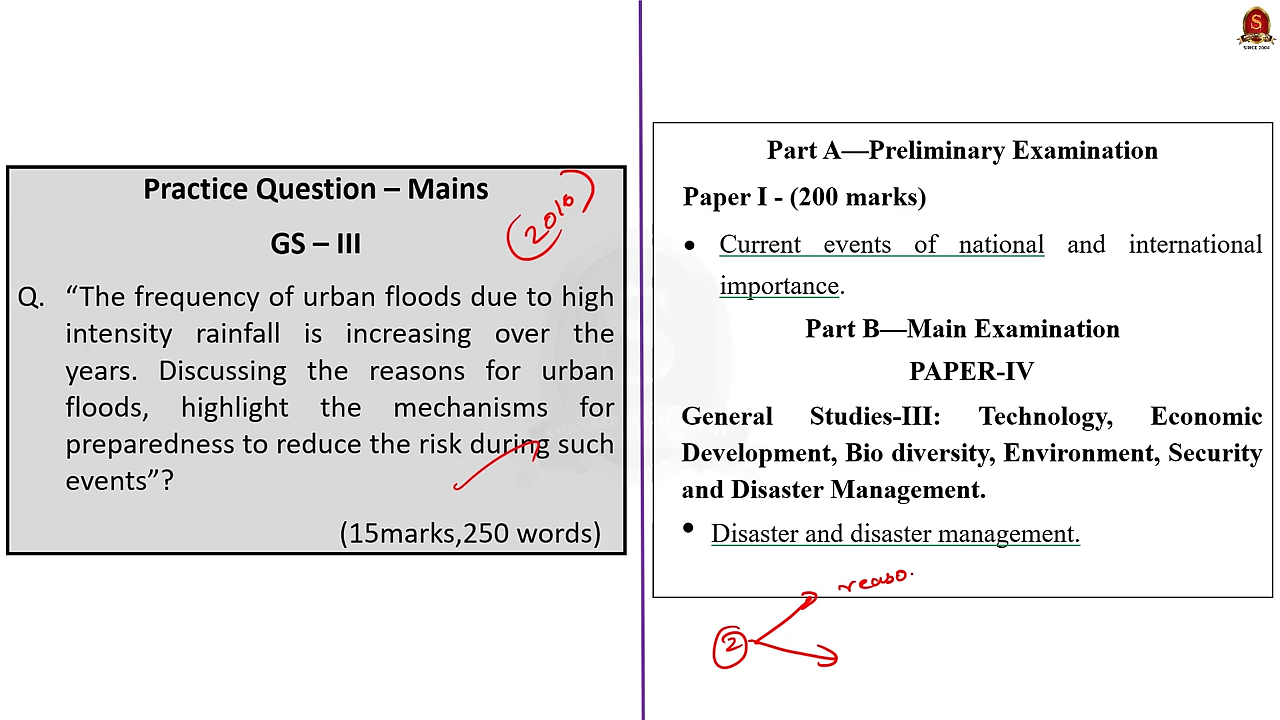 S
SINCE 2004
Practice Question – Mains
(2010)
GS – III
Q. “The frequency of urban floods due to high
intensity rainfall is increasing over the
years. Discussing the reasons for urban
floods, highlight the mechanisms for
preparedness to reduce the risk during such
events”?
(15marks,250 words)
Part A—Preliminary Examination
Paper I - (200 marks)
• Current events of national and international
importance.
Part B—Main Examination
PAPER-IV
General Studies-III: Technology, Economic
Development, Bio diversity, Environment, Security
and Disaster Management.
• Disaster and disaster management.
reaso.
2